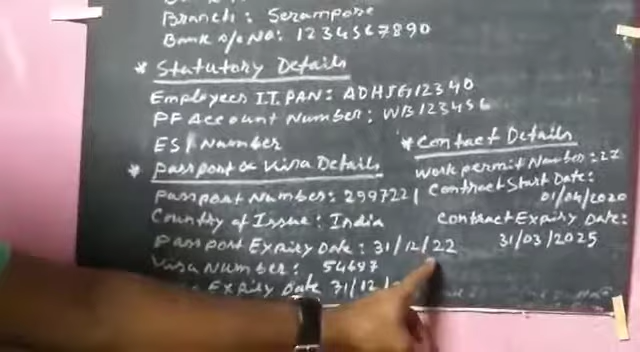 Branch: Serampore
Bank a/c No: 1234567890
* Statutory Details
Employees I.T. PAN: ADHJG12340
PF Account Number: WB123456
ESI Number
* Contact Details
Work permit Number: 22
Contract Start Date:
01/04/2020
Contract Expiry Date:
31/03/2025
* Passport or Visa Details
Passport Number: 2997221
Country of Issue: India
Passport Expiry Date: 31/12/22
Visa Number: 54697
Expiry Date 31/12/